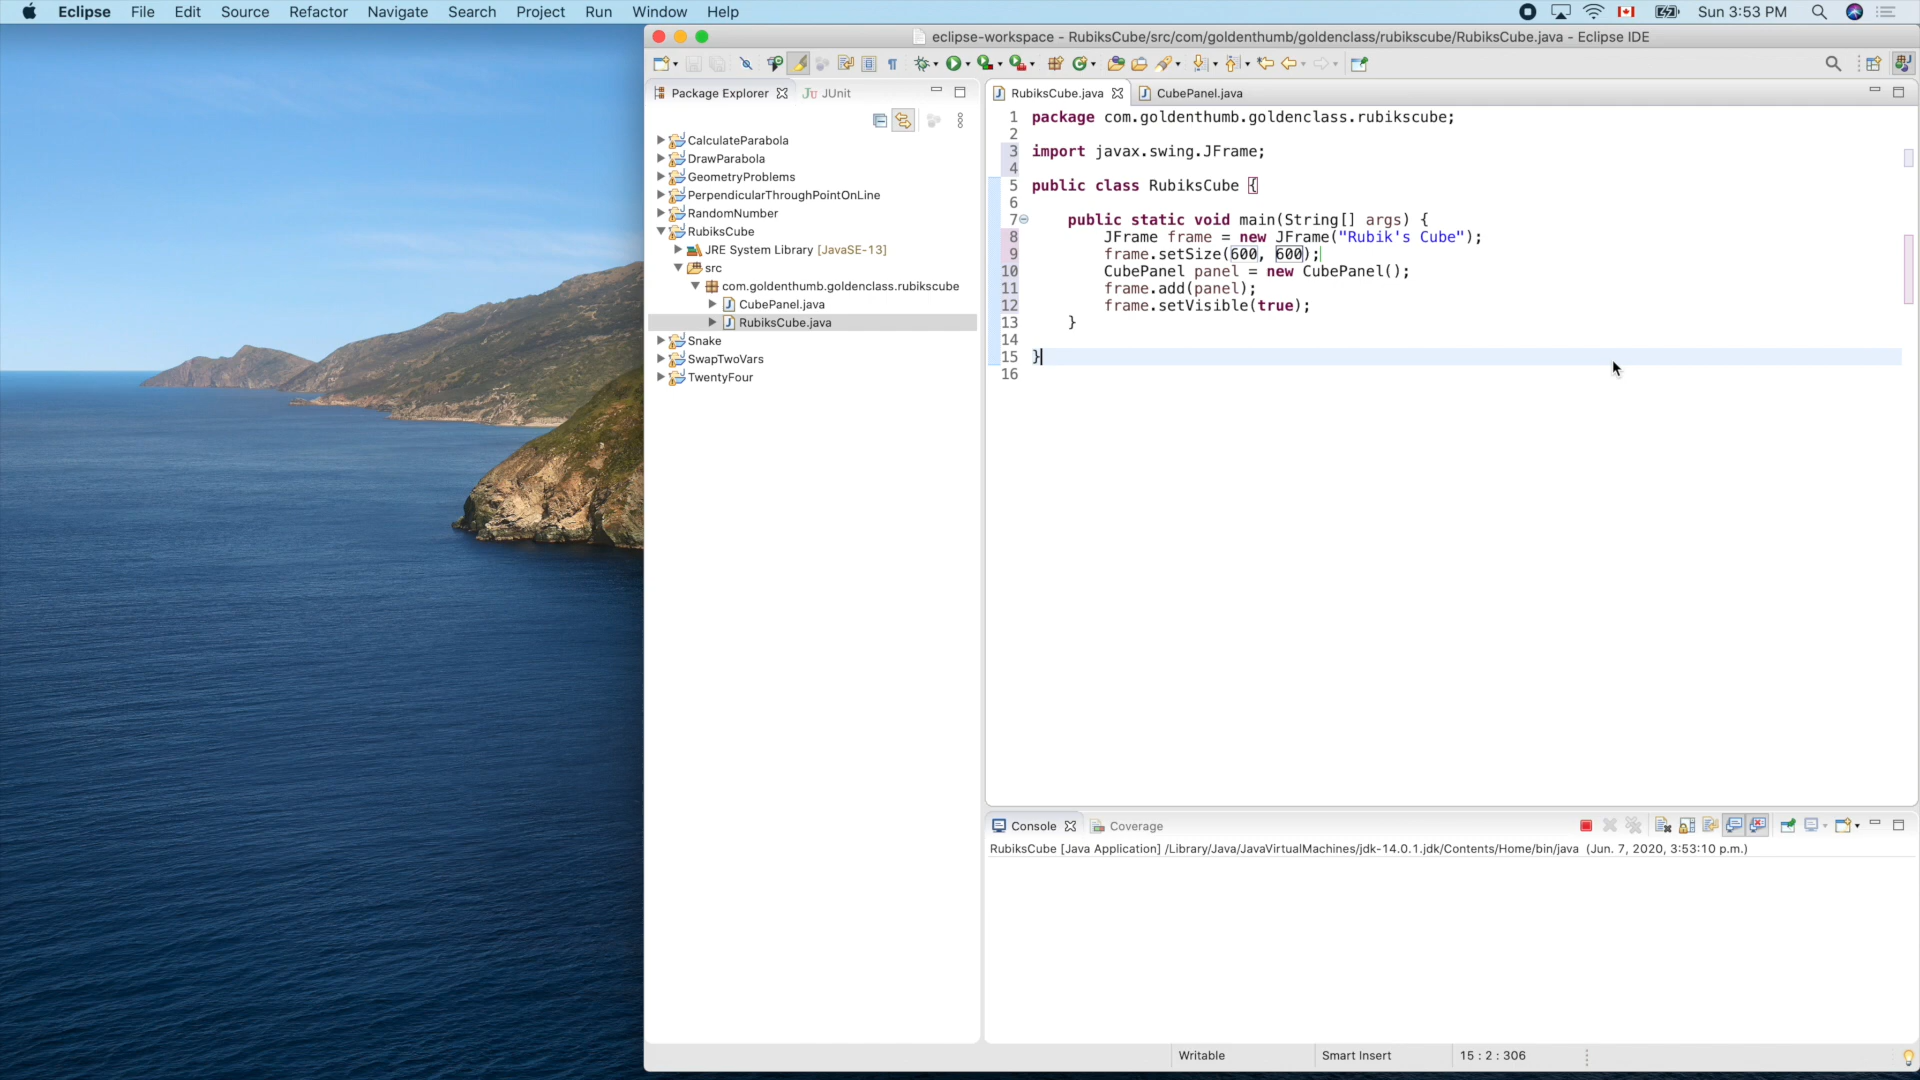 Eclipse File Edit Source Refactor Navigate Search Project Run Window Help Sun 3:53 PM
eclipse-workspace - RubiksCube/src/com/goldenthumb/goldenclass/rubikscube/RubiksCube.java - Eclipse IDE
Package Explorer JUnit
CalculateParabola
DrawParabola
GeometryProblems
PerpendicularThroughPointOnLine
RandomNumber
RubiksCube
JRE System Library [JavaSE-13]
src
com.goldenthumb.goldenclass.rubikscube
CubePanel.java
RubiksCube.java
Snake
SwapTwoVars
TwentyFour
RubiksCube.java CubePanel.java
1 package com.goldenthumb.goldenclass.rubikscube;
2
3 import javax.swing.JFrame;
4
5 public class RubiksCube {
6
7 public static void main(String[] args) {
8 JFrame frame = new JFrame("Rubik's Cube");
9 frame.setSize(600, 600);
10 CubePanel panel = new CubePanel();
11 frame.add(panel);
12 frame.setVisible(true);
13 }
14
15 }
16
Console Coverage
RubiksCube [Java Application] /Library/Java/JavaVirtualMachines/jdk-14.0.1.jdk/Contents/Home/bin/java (Jun. 7, 2020, 3:53:10 p.m.)
Writable Smart Insert 15 : 2 : 306